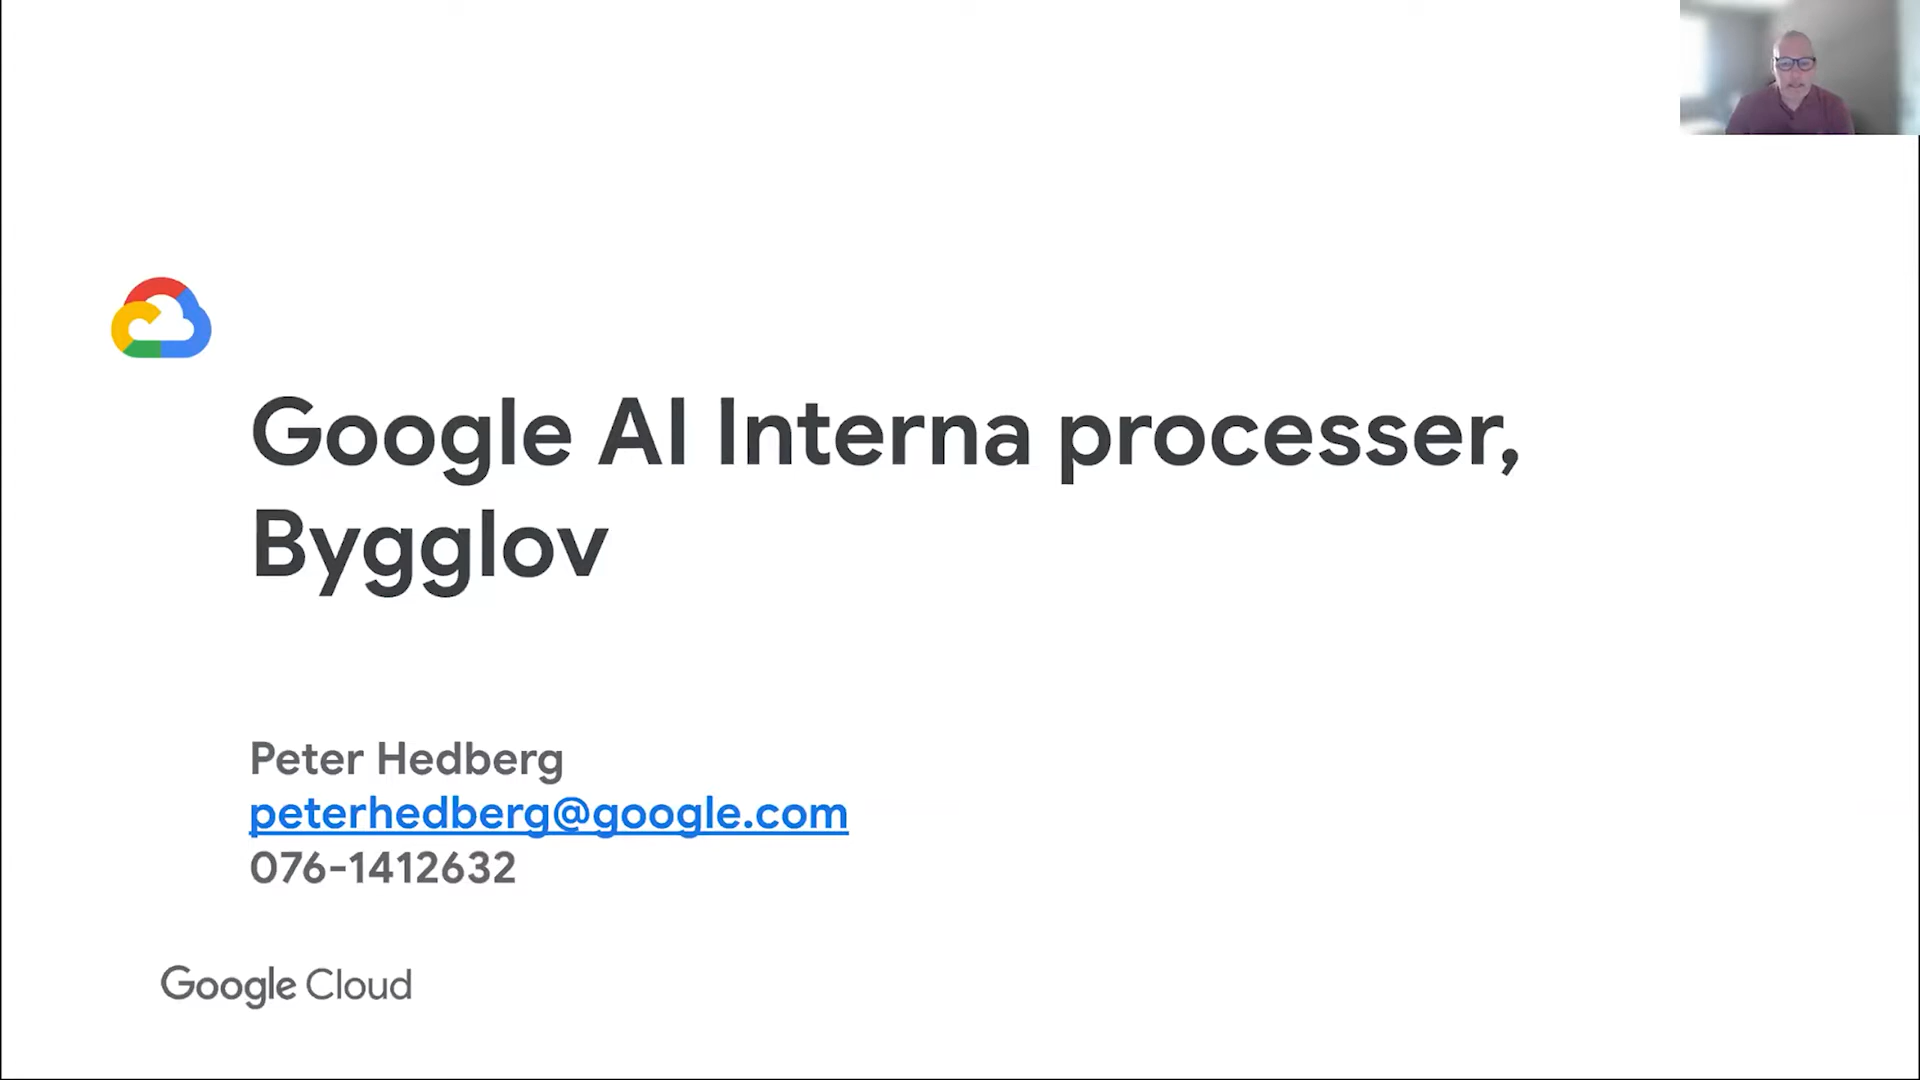 Google AI Interna processer,
Bygglov
Peter Hedberg
peterhedberg@google.com
076-1412632
Google Cloud